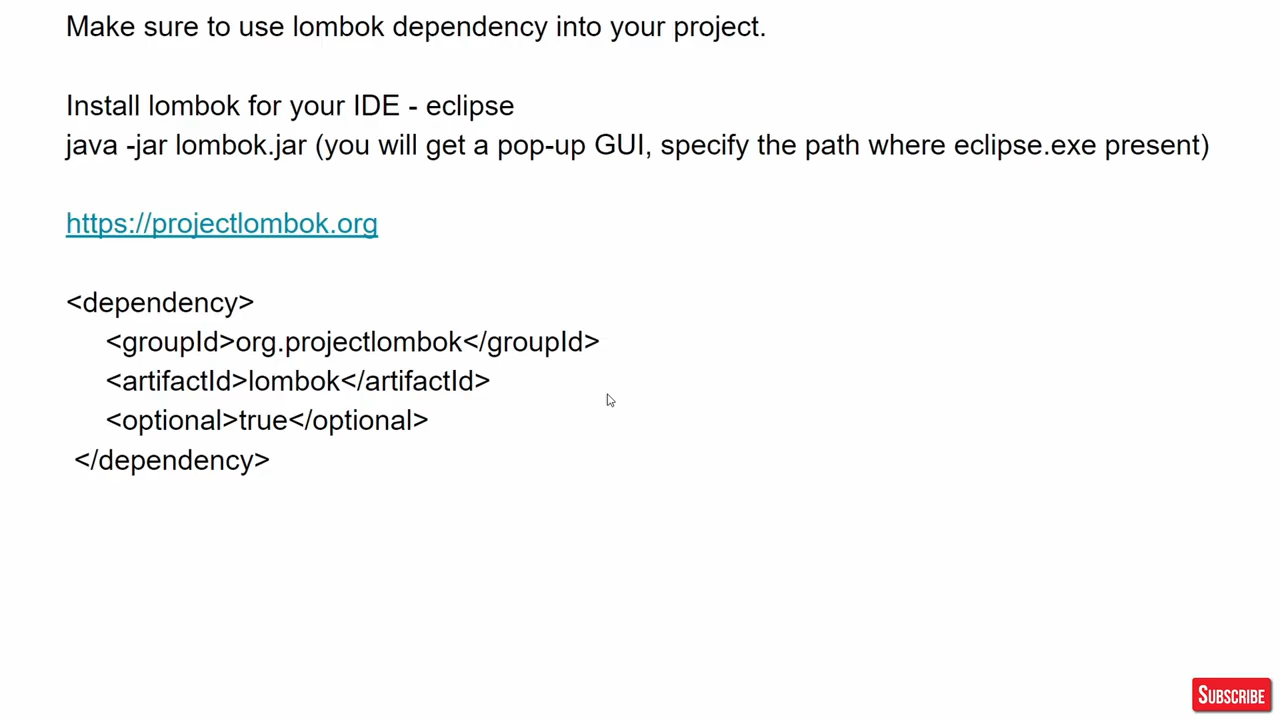 Make sure to use lombok dependency into your project.
Install lombok for your IDE - eclipse
java -jar lombok.jar (you will get a pop-up GUI, specify the path where eclipse.exe present)
https://projectlombok.org
<dependency>
<groupId>org.projectlombok</groupId>
<artifactId>lombok</artifactId>
<optional>true</optional>
</dependency>
SUBSCRIBE